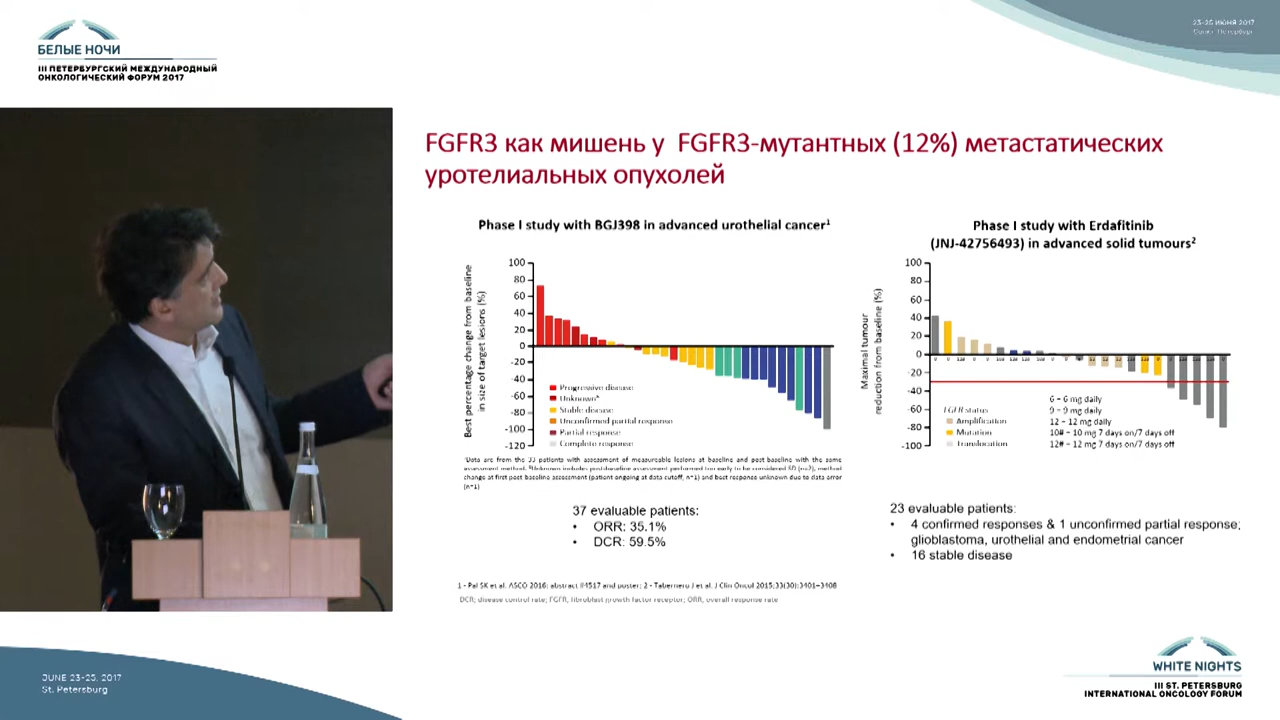 БЕЛЫЕ НОЧИ
III ПЕТЕРБУРГСКИЙ МЕЖДУНАРОДНЫЙ
ОНКОЛОГИЧЕСКИЙ ФОРУМ 2017
23-25 ИЮНЯ 2017
Санкт-Петербург
FGFR3 как мишень у FGFR3-мутантных (12%) метастатических
уротелиальных опухолей
Phase I study with BGJ398 in advanced urothelial cancer¹
Best percentage change from baseline
in size of target lesions (%)
100
80
60
40
20
0
-20
-40
-60
-80
-100
-120
Progressive disease
Unknown
Stable disease
Unconfirmed partial response
Partial response
Complete response
37 evaluable patients:
• ORR: 35.1%
• DCR: 59.5%
Phase I study with Erdafitinib
(JNJ-42756493) in advanced solid tumours²
Maximal tumour
reduction from baseline (%)
100
80
60
40
20
0
-20
-40
-60
-80
-100
FGFR status
Amplification
Mutation
Translocation
6 – 6 mg daily
9 – 9 mg daily
12 – 12 mg daily
10# – 10 mg 7 days on/7 days off
12# – 12 mg 7 days on/7 days off
23 evaluable patients:
• 4 confirmed responses & 1 unconfirmed partial response;
glioblastoma, urothelial and endometrial cancer
• 16 stable disease
1 - Pal SK et al. ASCO 2016: abstract #4517 and poster; 2 - Tabernero J et al. J Clin Oncol 2015;33(30):3401–3408
DCR; disease control rate; FGFR, fibroblast growth factor receptor; ORR, overall response rate
JUNE 23-25, 2017
St. Petersburg
WHITE NIGHTS
III ST. PETERSBURG
INTERNATIONAL ONCOLOGY FORUM